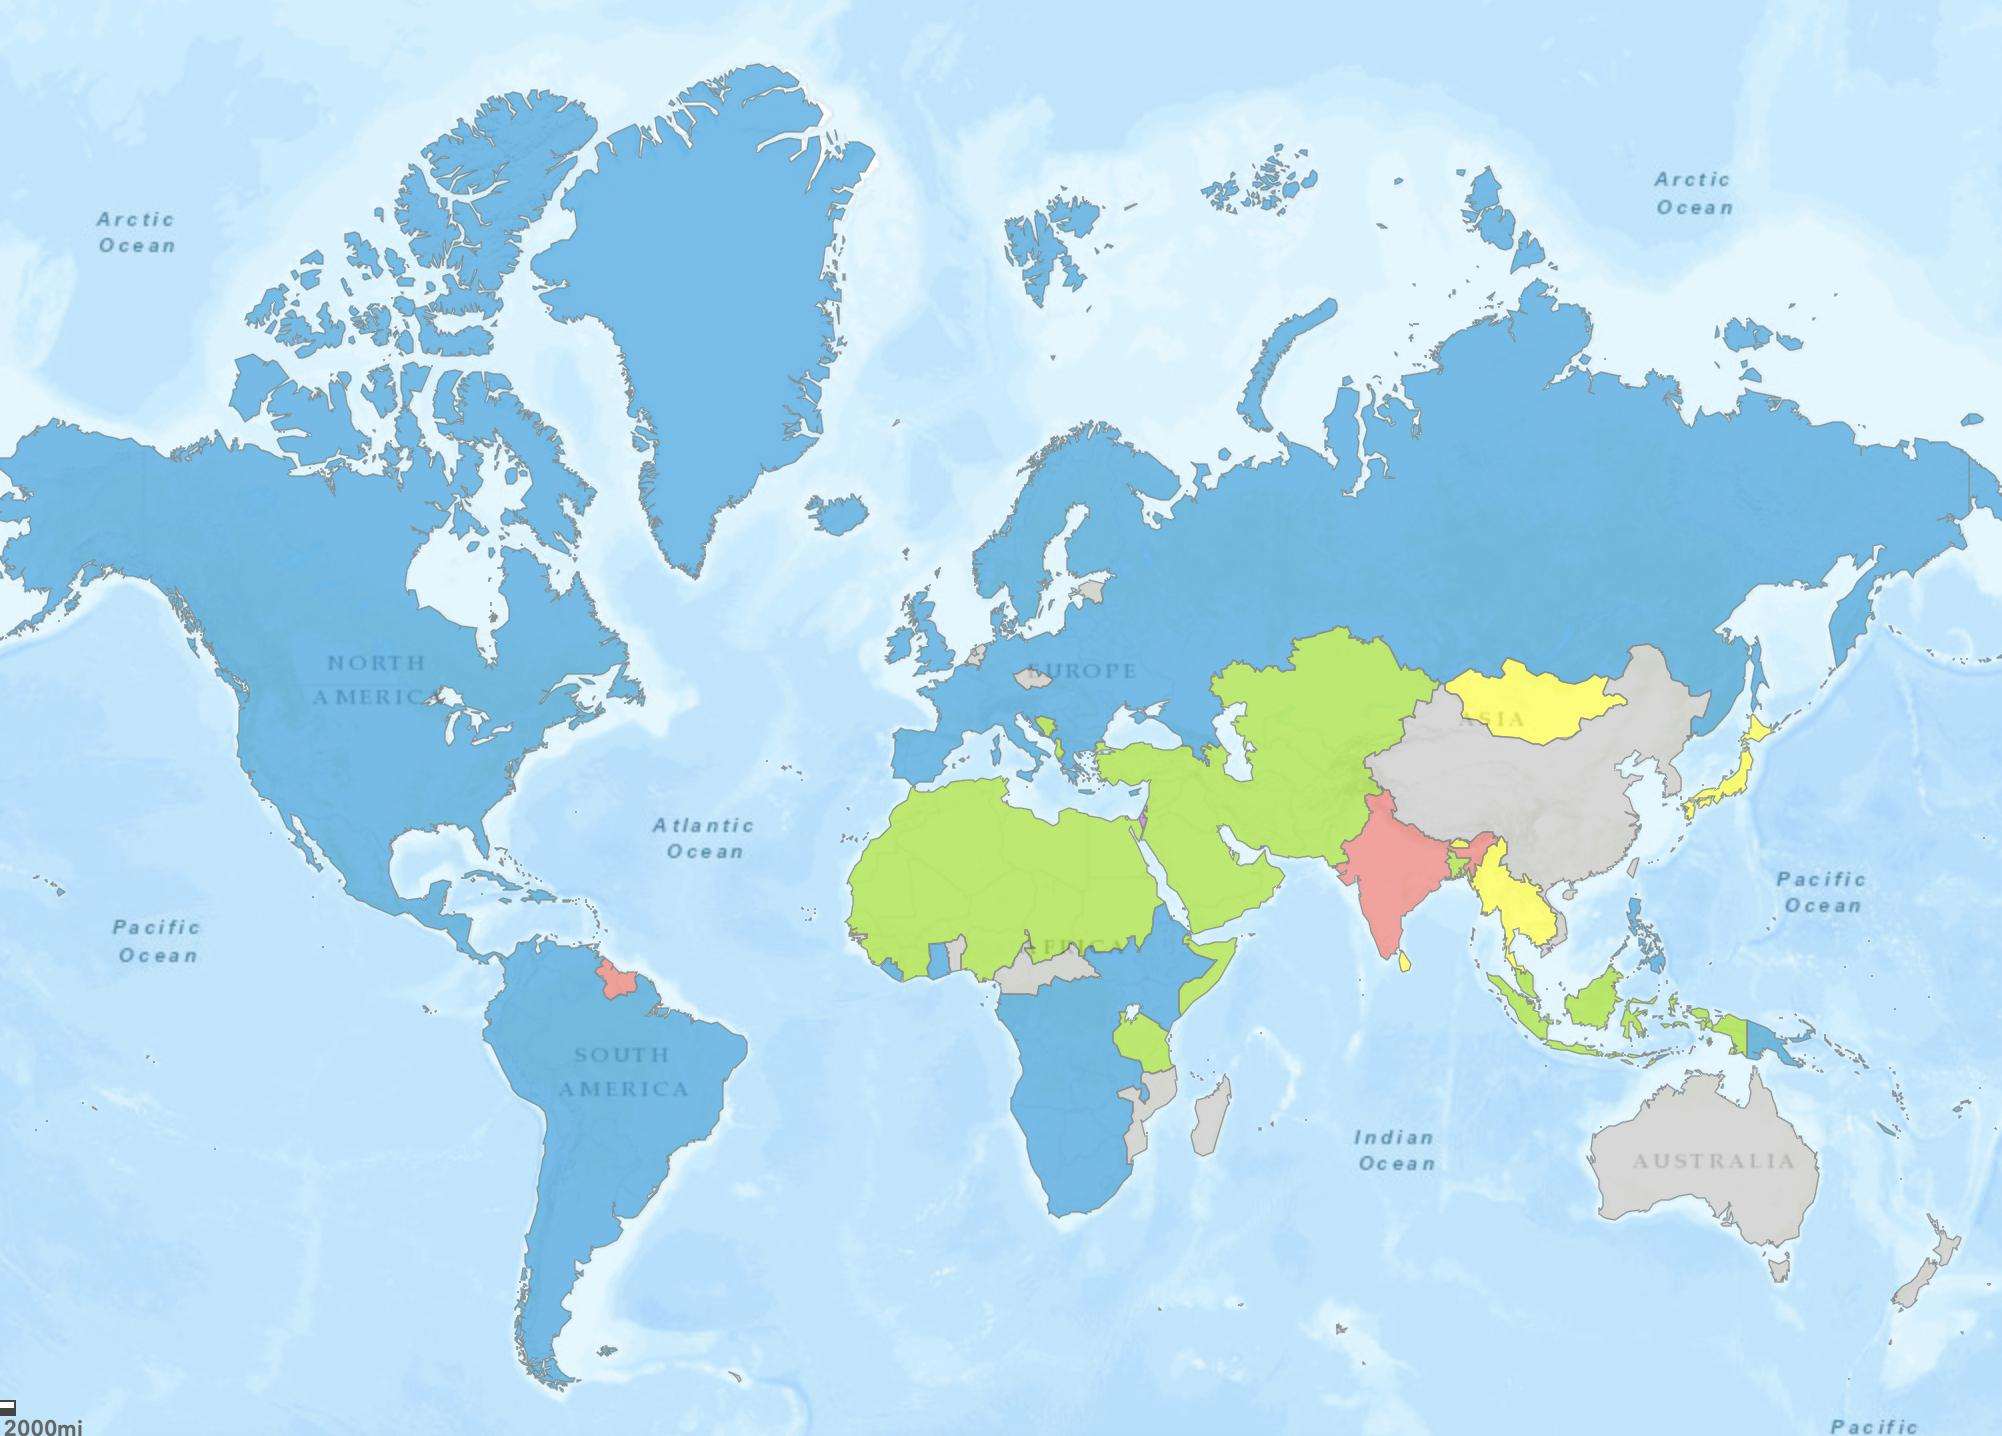 Arctic
Ocean
Arctic
Ocean
NORTH
AMERICA
EUROPE
ASIA
Atlantic
Ocean
Pacific
Ocean
Pacific
Ocean
AFRICA
SOUTH
AMERICA
Indian
Ocean
AUSTRALIA
2000mi
Pacific